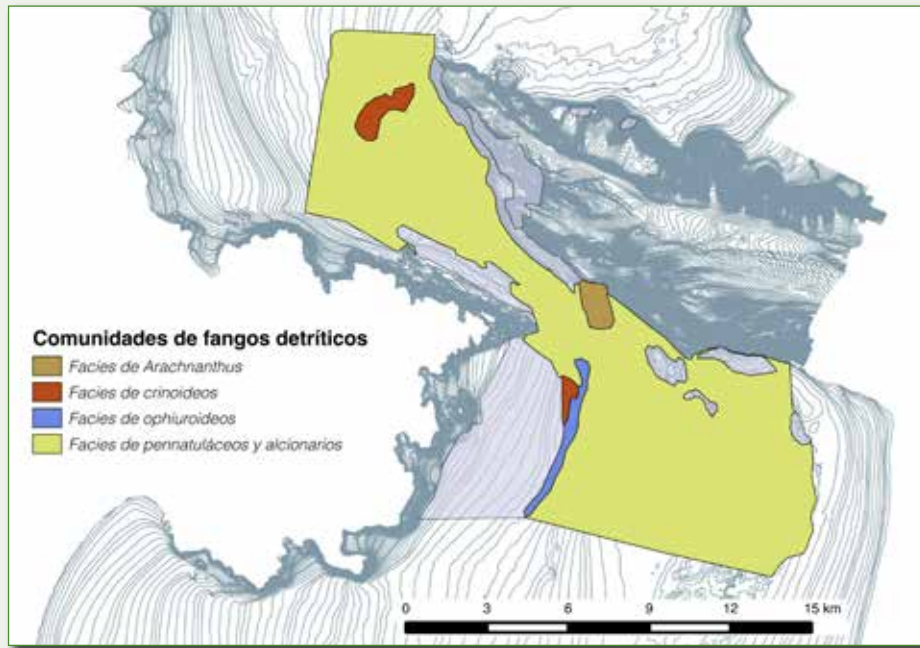 Comunidades de fangos detríticos
Facies de Arachnanthus
Facies de crinoideos
Facies de ophiuroideos
Facies de pennatuláceos y alcionarios
0 3 6 9 12 15 km